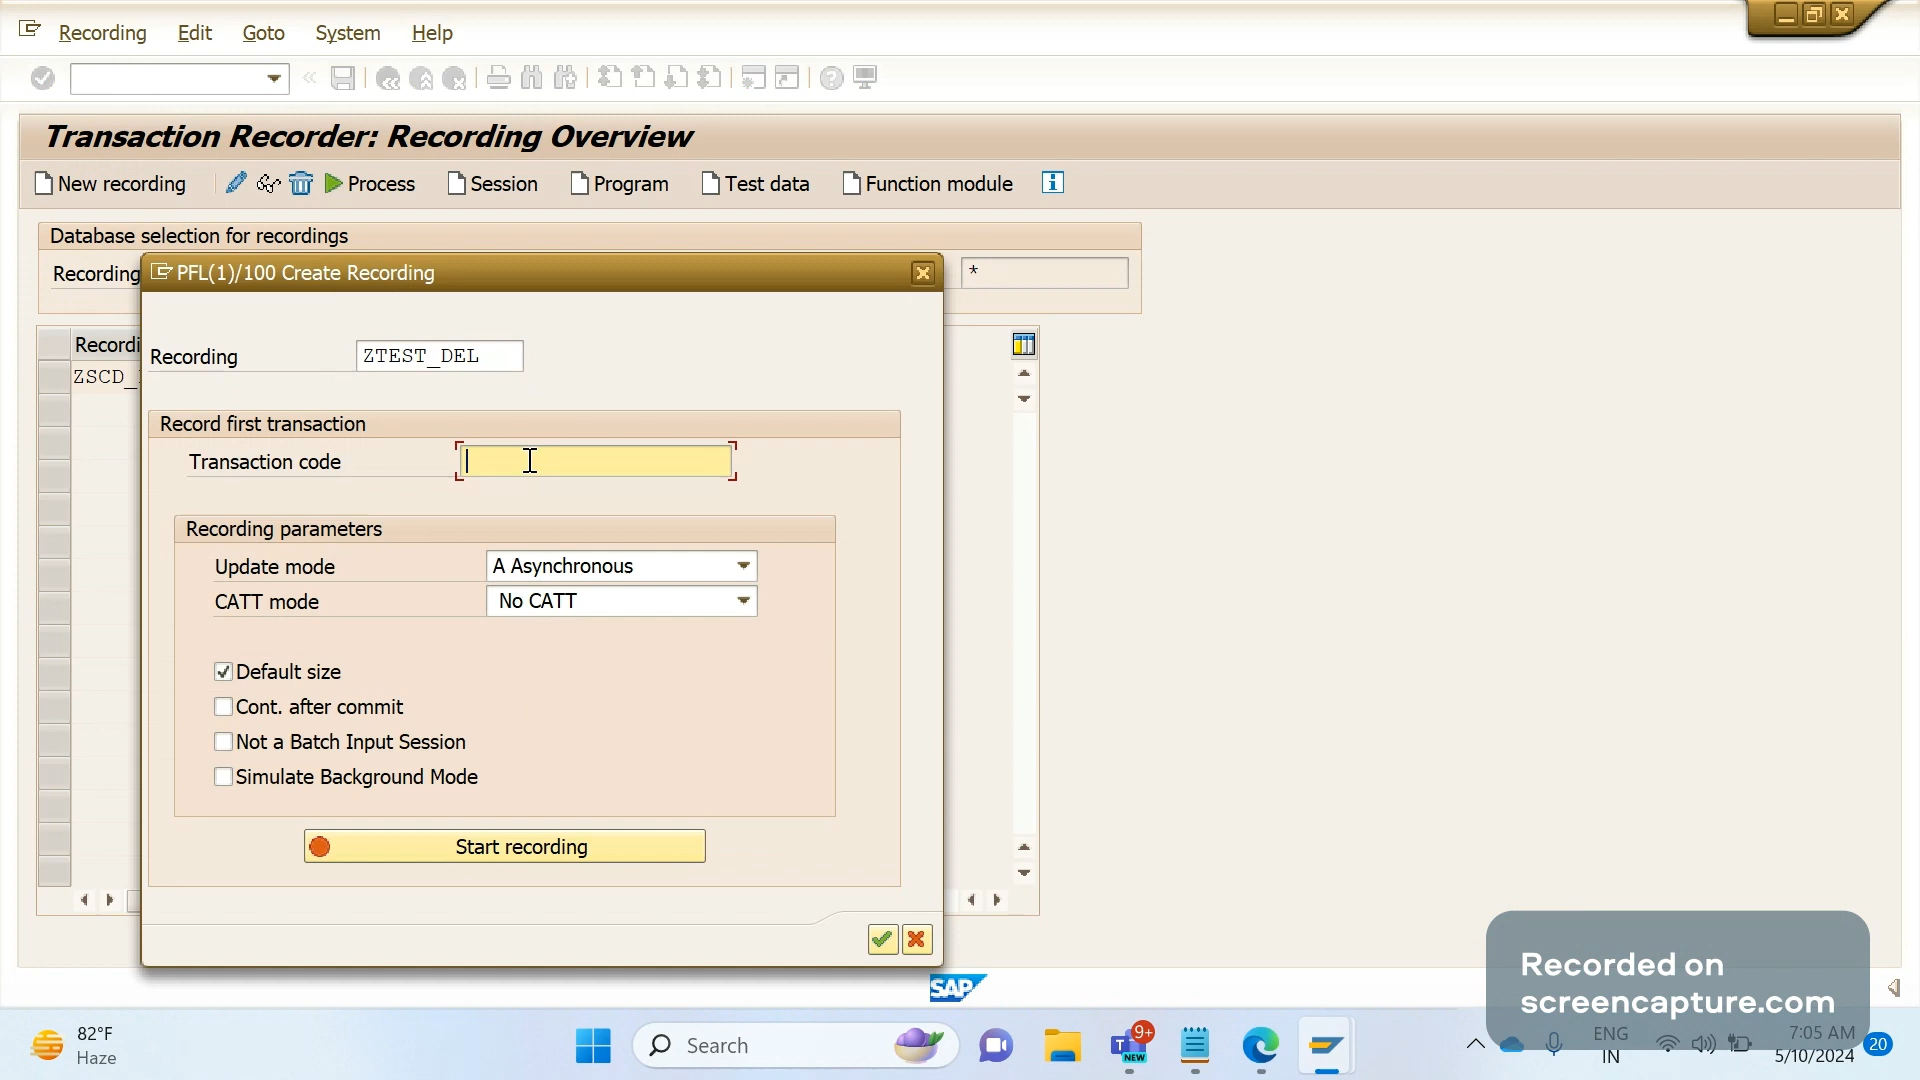 Recording Edit Goto System Help
Transaction Recorder: Recording Overview
New recording Process Session Program Test data Function module
Database selection for recordings
Recording *
PFL(1)/100 Create Recording
Recordi
ZSCD_
Recording ZTEST_DEL
Record first transaction
Transaction code
Recording parameters
Update mode A Asynchronous
CATT mode No CATT
Default size
Cont. after commit
Not a Batch Input Session
Simulate Background Mode
Start recording
SAP
Recorded on
screencapture.com
82°F
Haze
Search
9+
NEW
ENG
IN
7:05 AM
5/10/2024
20